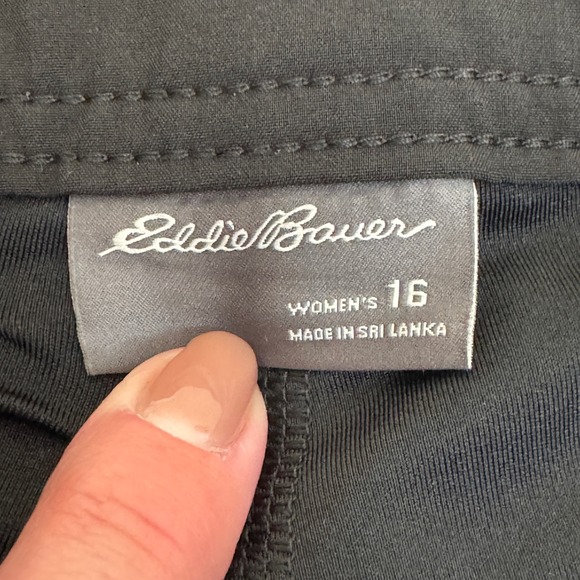 Eddie Bauer
WOMEN'S 16
MADE IN SRI LANKA